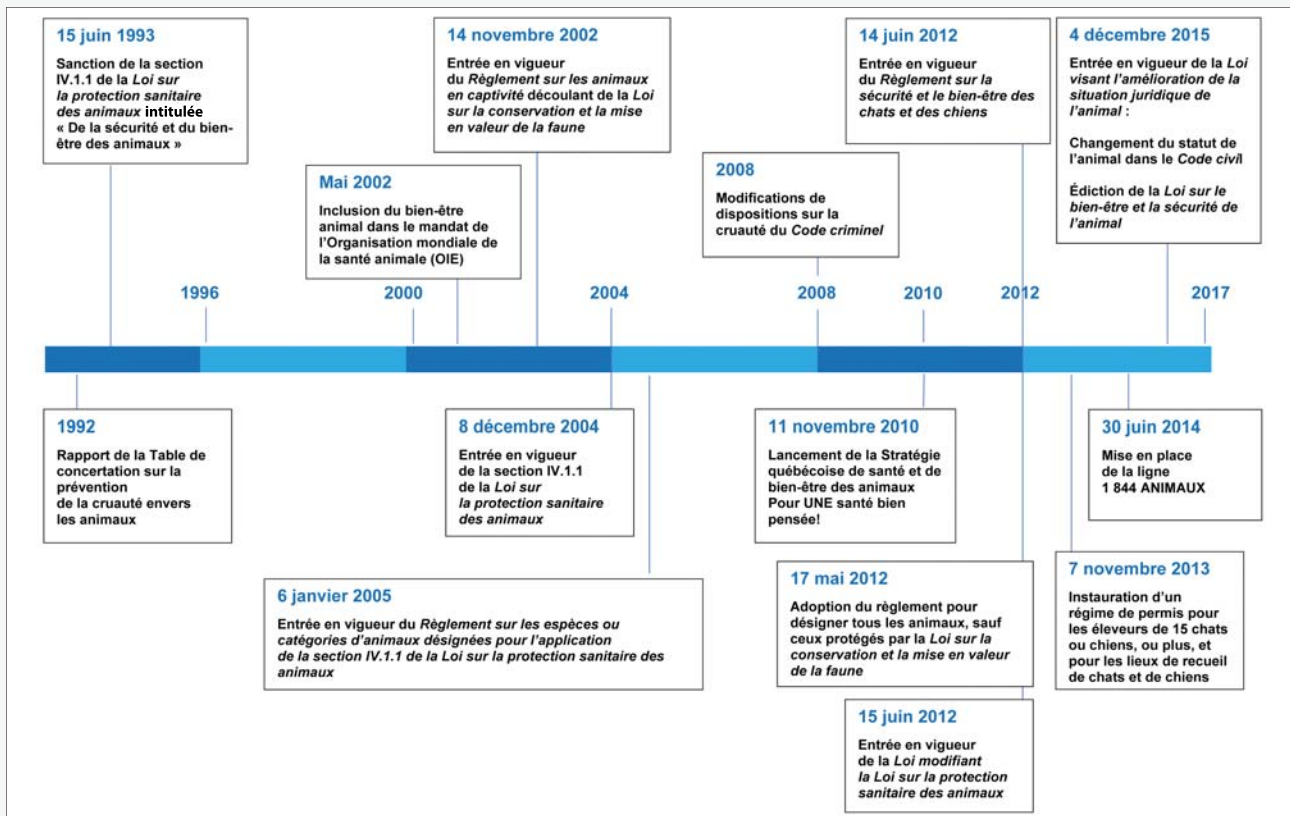 15 juin 1993
Sanction de la section
IV.1.1 de la Loi sur
la protection sanitaire
des animaux intitulée
« De la sécurité et du bien-
être des animaux »
14 novembre 2002
Entrée en vigueur
du Règlement sur les animaux
en captivité découlant de la Loi
sur la conservation et la mise
en valeur de la faune
14 juin 2012
Entrée en vigueur
du Règlement sur la
sécurité et le bien-être des
chats et des chiens
4 décembre 2015
Entrée en vigueur de la Loi
visant l’amélioration de la
situation juridique de
l’animal :
Changement du statut de
l’animal dans le Code civil
Édiction de la Loi sur le
bien-être et la sécurité de
l’animal
Mai 2002
Inclusion du bien-être
animal dans le mandat de
l’Organisation mondiale de
la santé animale (OIE)
2008
Modifications de
dispositions sur la
cruauté du Code criminel
1996
2000
2004
2008
2010
2012
2017
1992
Rapport de la Table de
concertation sur la
prévention
de la cruauté envers
les animaux
8 décembre 2004
Entrée en vigueur
de la section IV.1.1
de la Loi sur
la protection sanitaire
des animaux
11 novembre 2010
Lancement de la Stratégie
québécoise de santé et de
bien-être des animaux
Pour UNE santé bien
pensée!
30 juin 2014
Mise en place
de la ligne
1 844 ANIMAUX
6 janvier 2005
Entrée en vigueur du Règlement sur les espèces ou
catégories d’animaux désignées pour l’application
de la section IV.1.1 de la Loi sur la protection sanitaire des
animaux
17 mai 2012
Adoption du règlement pour
désigner tous les animaux, sauf
ceux protégés par la Loi sur la
conservation et la mise en valeur
de la faune
7 novembre 2013
Instauration d’un
régime de permis pour
les éleveurs de 15 chats
ou chiens, ou plus, et
pour les lieux de recueil
de chats et de chiens
15 juin 2012
Entrée en vigueur
de la Loi modifiant
la Loi sur la protection
sanitaire des animaux